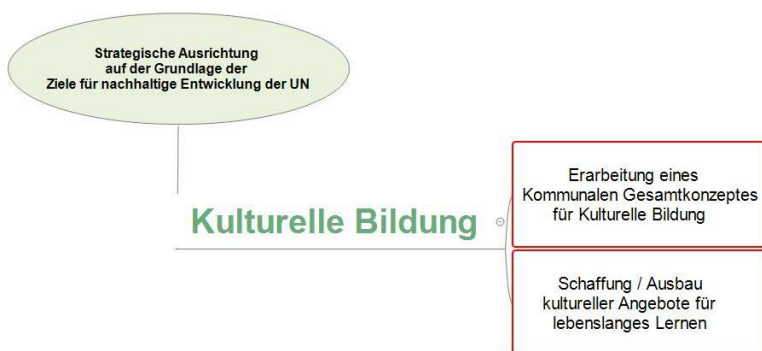 Strategische Ausrichtung
auf der Grundlage der
Ziele für nachhaltige Entwicklung der UN
Kulturelle Bildung
Erarbeitung eines
Kommunalen Gesamtkonzeptes
für Kulturelle Bildung
Schaffung / Ausbau
kultureller Angebote für
lebenslanges Lernen